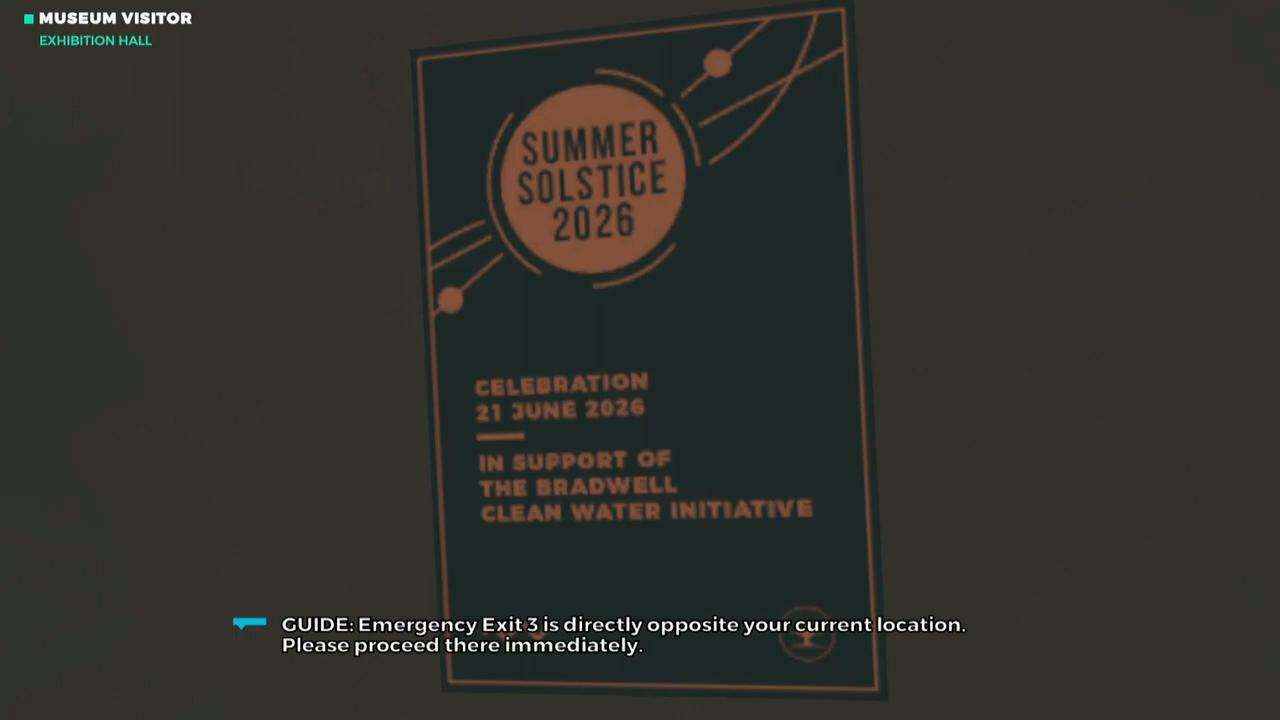 MUSEUM VISITOR
EXHIBITION HALL
SUMMER
SOLSTICE
2026
CELEBRATION
21 JUNE 2026
IN SUPPORT OF
THE BRADWELL
CLEAN WATER INITIATIVE
GUIDE: Emergency Exit 3 is directly opposite your current location.
Please proceed there immediately.